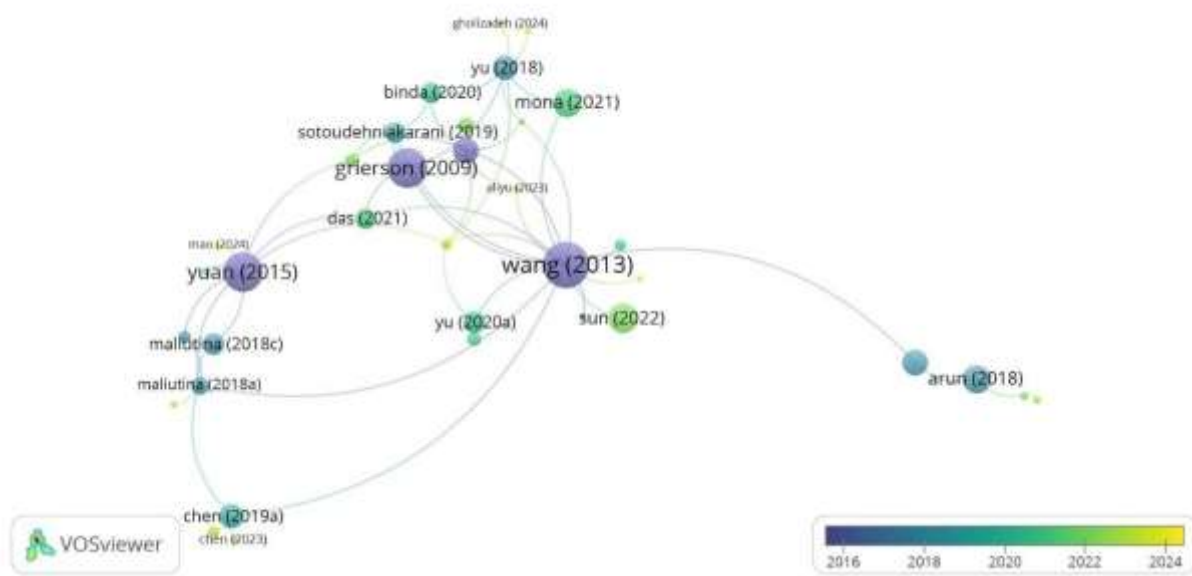 gholizadeh (2024)
yu (2018)
binda (2020)
mona (2021)
sotoudehniakarani (2019)
grierson (2009)
aliyu (2023)
das (2021)
mao (2024)
yuan (2015)
wang (2013)
yu (2020a)
sun (2022)
maliutina (2018c)
arun (2018)
maliutina (2018a)
chen (2019a)
chen (2023)
VOSviewer
2016 2018 2020 2022 2024